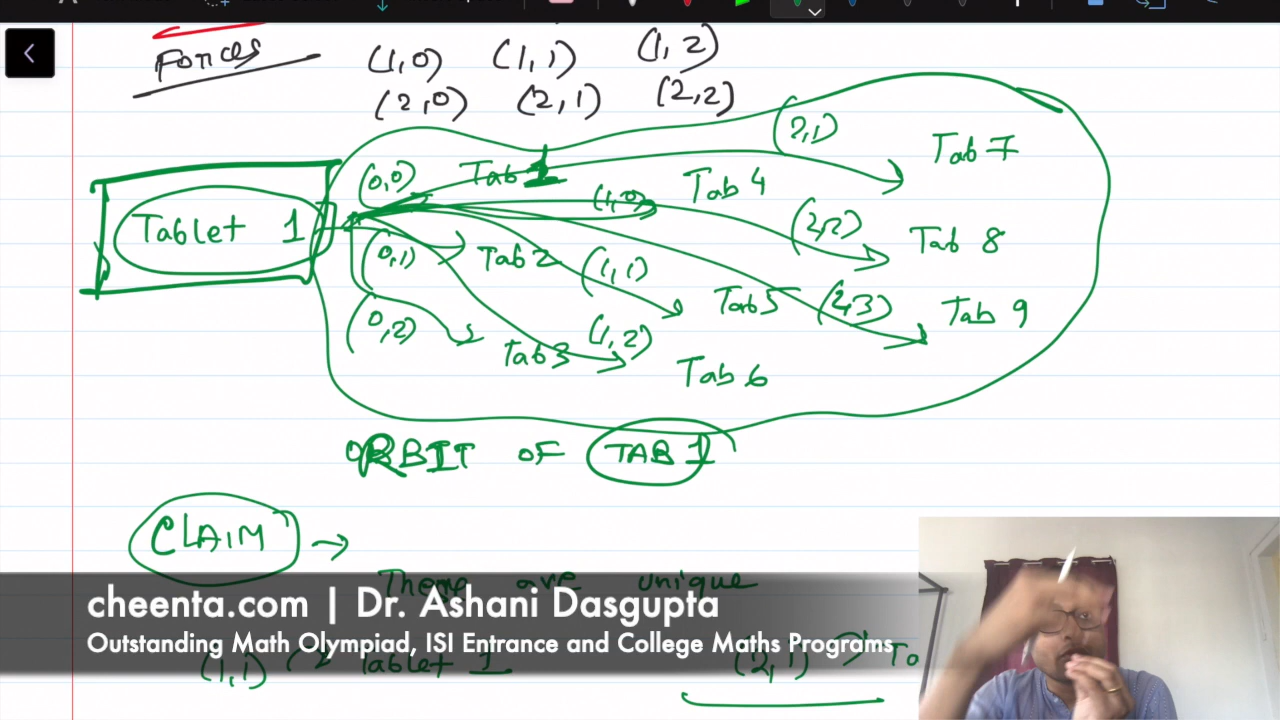 Forces (1,0) (1,1) (1,2)
(2,0) (2,1) (2,2)
(2,1) Tab 7
(0,0) Tab 1 (1,0) Tab 4
Tablet 1 (2,2) Tab 8
(0,1) Tab 2 (1,1) Tab 5 (2,3) Tab 9
(0,2) Tab 3 (1,2) Tab 6
ORBIT OF TAB 1
CLAIM →
There are unique
cheenta.com | Dr. Ashani Dasgupta
Outstanding Math Olympiad, ISI Entrance and College Maths Programs
(1,1) Tablet 1 (2,1) To